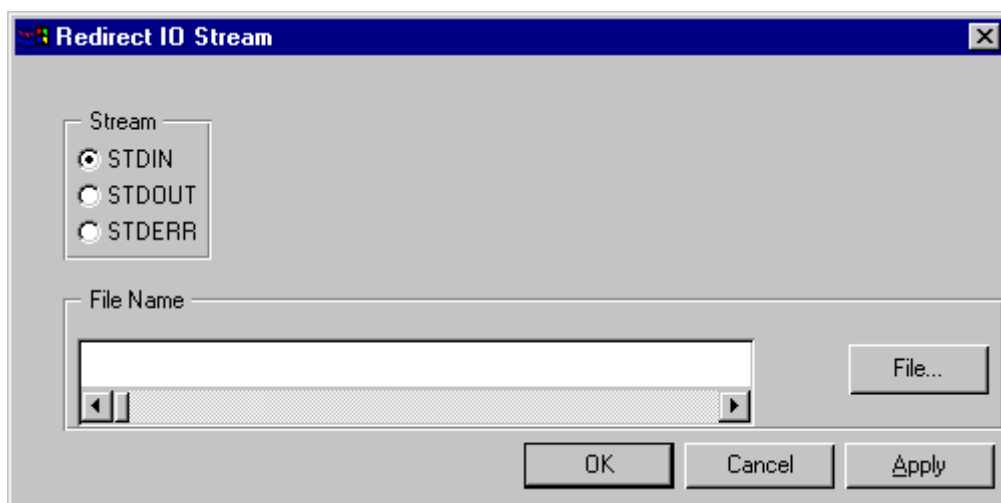 Redirect IO Stream
Stream
STDIN
STDOUT
STDERR
File Name
File...
OK Cancel Apply